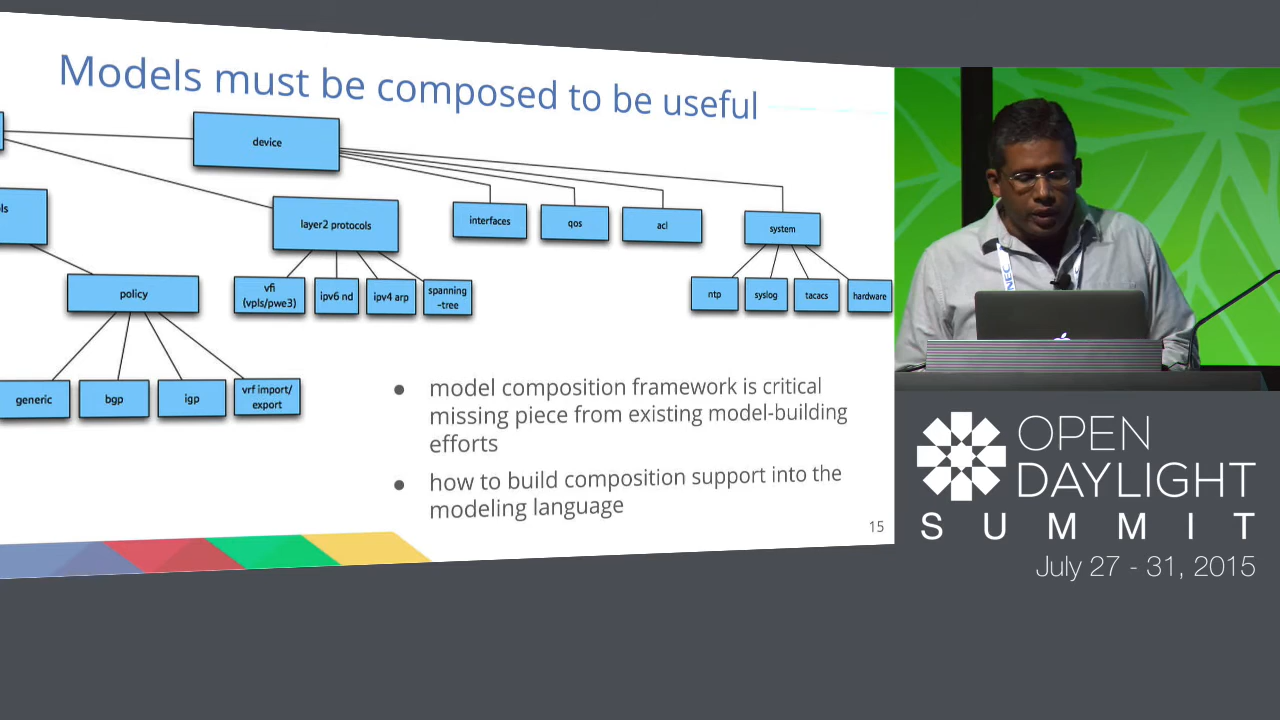 Models must be composed to be useful
device
ls
layer2 protocols
interfaces
qos
acl
system
policy
vfi
(vpls/pwe3)
ipv6 nd
ipv4 arp
spanning
-tree
ntp
syslog
tacacs
hardware
generic
bgp
igp
vrf import/
export
● model composition framework is critical
missing piece from existing model-building
efforts
● how to build composition support into the
modeling language
15
NEC
OPEN
DAYLIGHT
SUMMIT
July 27 - 31, 2015